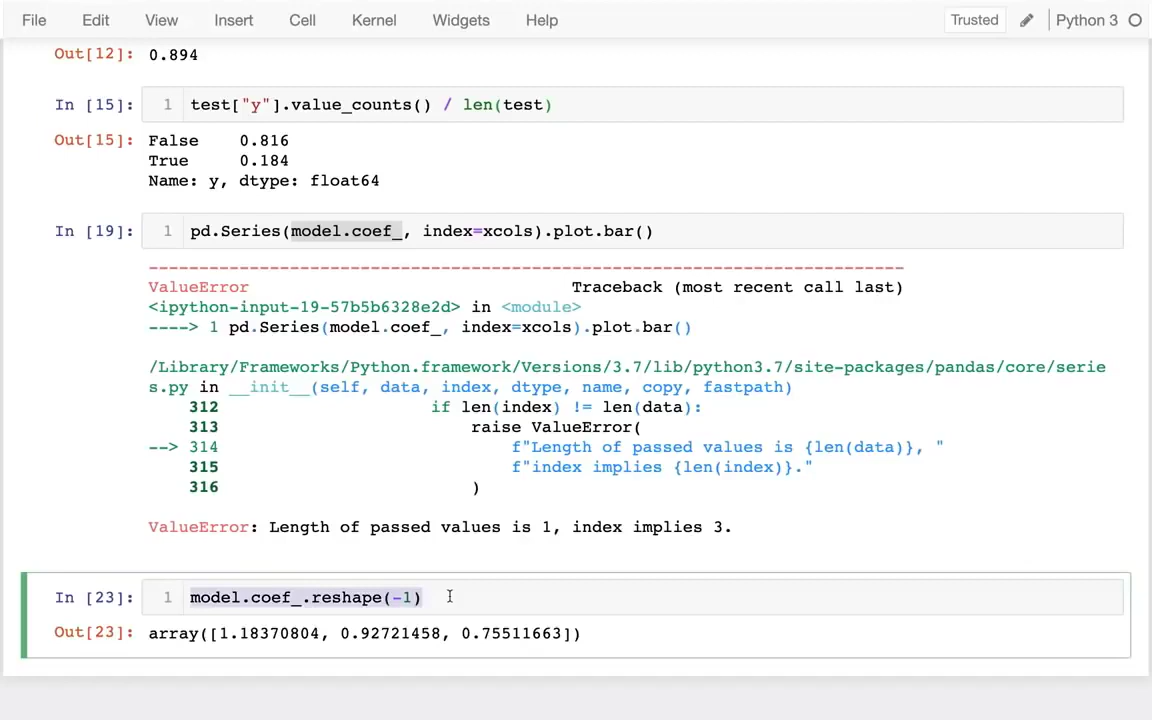 File Edit View Insert Cell Kernel Widgets Help Trusted Python 3
Out[12]: 0.894
In [15]: 1 test["y"].value_counts() / len(test)
Out[15]: False 0.816
True 0.184
Name: y, dtype: float64
In [19]: 1 pd.Series(model.coef_, index=xcols).plot.bar()
---------------------------------------------------------------------------
ValueError Traceback (most recent call last)
<ipython-input-19-57b5b6328e2d> in <module>
----> 1 pd.Series(model.coef_, index=xcols).plot.bar()
/Library/Frameworks/Python.framework/Versions/3.7/lib/python3.7/site-packages/pandas/core/serie
s.py in __init__(self, data, index, dtype, name, copy, fastpath)
312 if len(index) != len(data):
313 raise ValueError(
--> 314 f"Length of passed values is {len(data)}, "
315 f"index implies {len(index)}."
316 )
ValueError: Length of passed values is 1, index implies 3.
In [23]: 1 model.coef_.reshape(-1)
Out[23]: array([1.18370804, 0.92721458, 0.75511663])